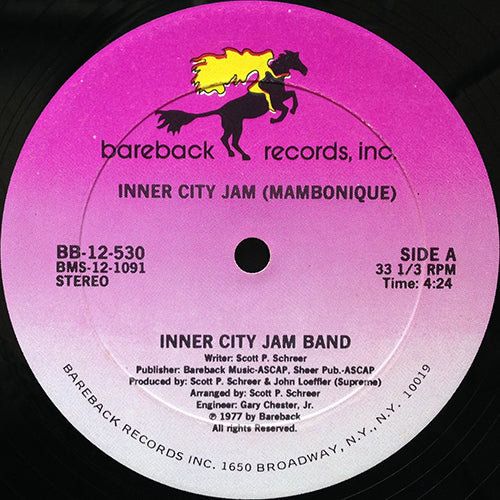 bareback records, inc.
INNER CITY JAM (MAMBONIQUE)
BB-12-530
BMS-12-1091
STEREO
SIDE A
33 1/3 RPM
Time: 4:24
INNER CITY JAM BAND
Writer: Scott P. Schreer
Publisher: Bareback Music-ASCAP, Sheer Pub.-ASCAP
Produced by: Scott P. Schreer & John Loeffler (Supreme)
Arranged by: Scott P. Schreer
Engineer: Gary Chester, Jr.
℗ 1977 by Bareback
All rights Reserved.
BAREBACK RECORDS INC. 1650 BROADWAY, N.Y., N.Y. 10019